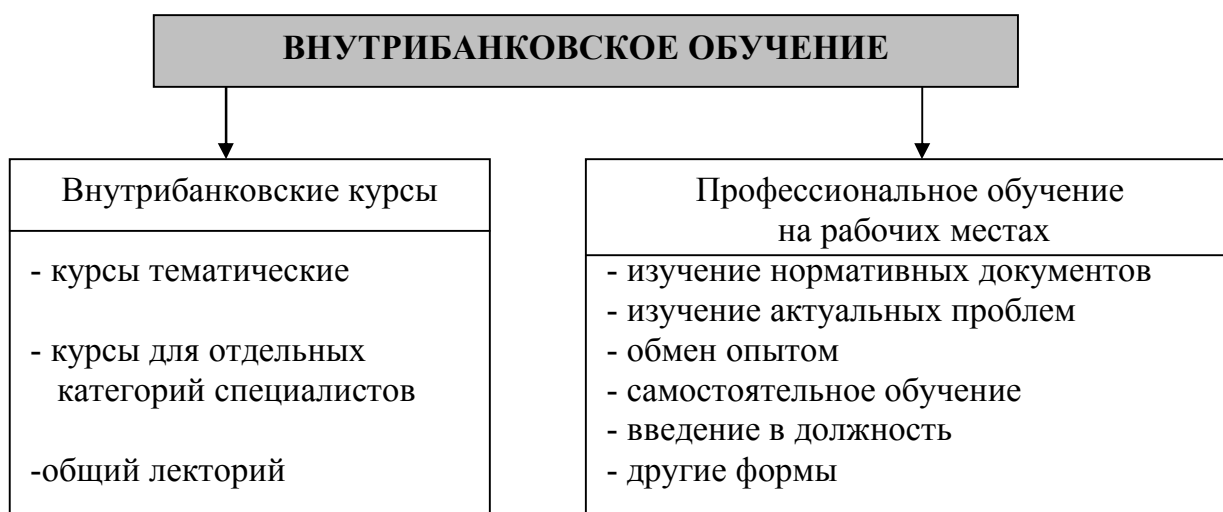 ВНУТРИБАНКОВСКОЕ ОБУЧЕНИЕ
Внутрибанковские курсы
- курсы тематические
- курсы для отдельных
категорий специалистов
-общий лекторий
Профессиональное обучение
на рабочих местах
- изучение нормативных документов
- изучение актуальных проблем
- обмен опытом
- самостоятельное обучение
- введение в должность
- другие формы